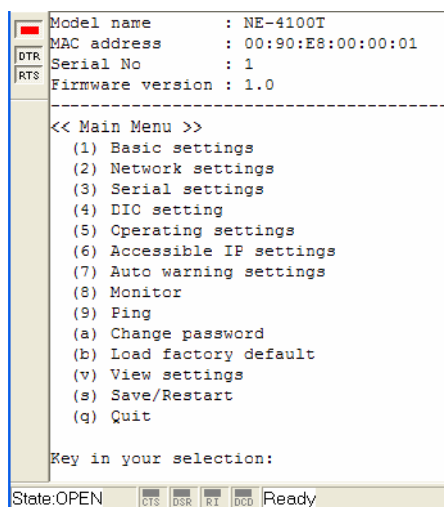 Model name       : NE-4100T
MAC address      : 00:90:E8:00:00:01
Serial No        : 1
Firmware version : 1.0
----------------------------------------
<< Main Menu >>
(1) Basic settings
(2) Network settings
(3) Serial settings
(4) DIC setting
(5) Operating settings
(6) Accessible IP settings
(7) Auto warning settings
(8) Monitor
(9) Ping
(a) Change password
(b) Load factory default
(v) View settings
(s) Save/Restart
(q) Quit
Key in your selection:
DTR
RTS
State:OPEN CTS DSR RI DCD Ready